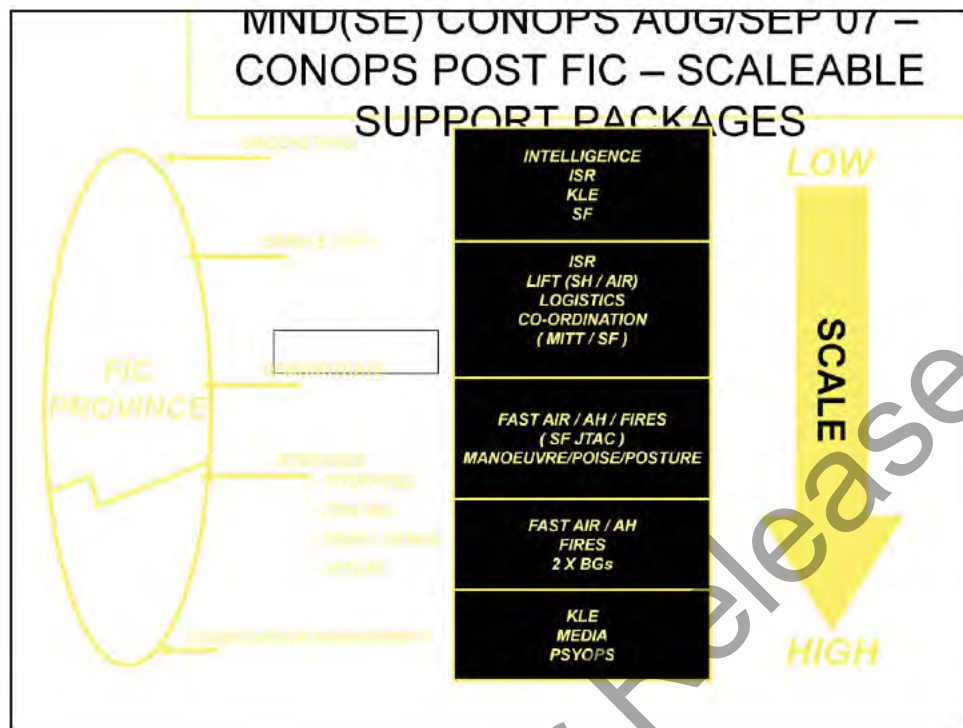 MND(SE) CONOPS AUG/SEP 07 –
CONOPS POST FIC – SCALEABLE
SUPPORT PACKAGES
FIC
PROVINCE
INTELLIGENCE
ISR
KLE
SF
ISR
LIFT (SH / AIR)
LOGISTICS
CO-ORDINATION
( MITT / SF )
FAST AIR / AH / FIRES
( SF JTAC )
MANOEUVRE/POISE/POSTURE
FAST AIR / AH
FIRES
2 X BGs
KLE
MEDIA
PSYOPS
LOW
SCALE
HIGH
Release